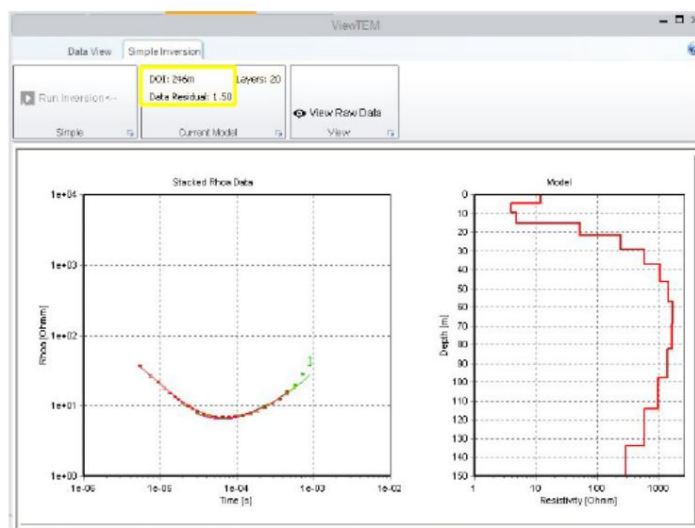 ViewTEM
Data View Simple Inversion
DOI: 246m Layers: 20
Run Inversion<-- Data Residual: 1.50
View Raw Data
Simple Current Model View
Stacked Rhoa Data
1e+04
1e+03
1e+02
1e+01
1e+00
Rhoa [Ohmm]
1e-06 1e-05 1e-04 1e-03 1e-02
Time [s]
Model
0
10
20
30
40
50
60
70
80
90
100
110
120
130
140
150
Depth [m]
1 10 100 1000
Resistivity [Ohmm]